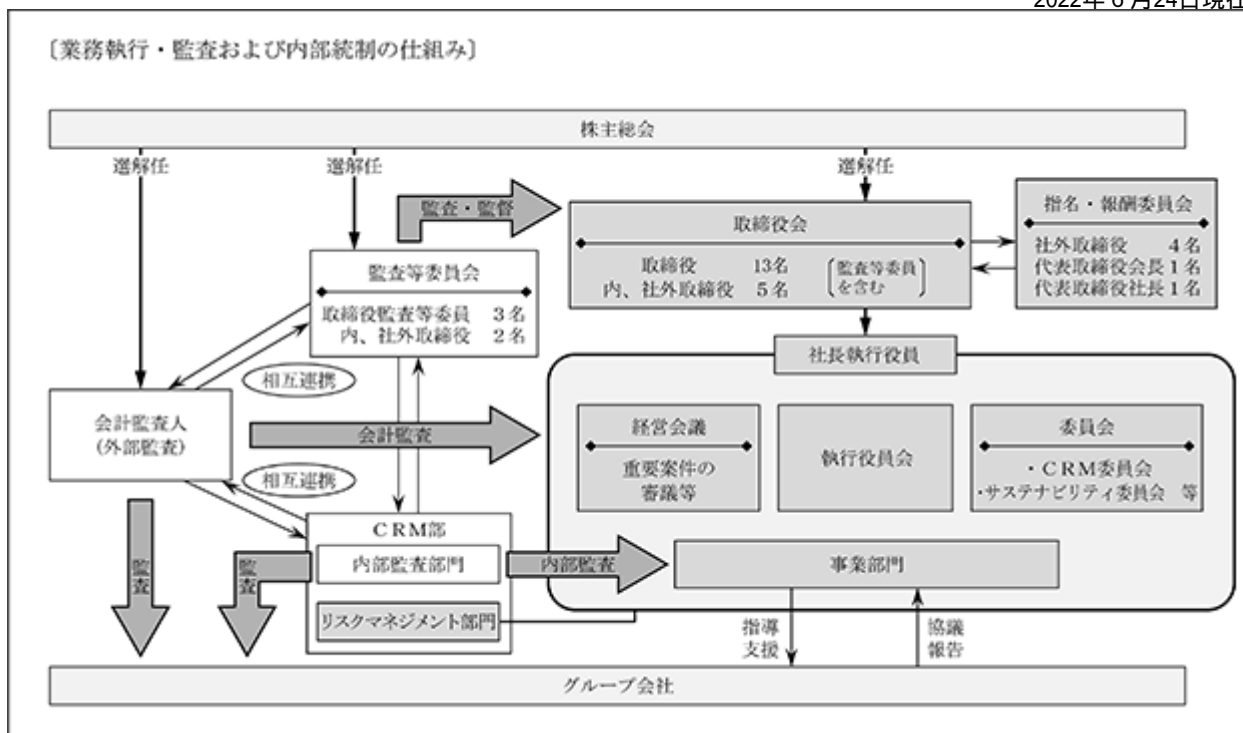 2022年6月24日現在
〔業務執行・監査および内部統制の仕組み〕
株主総会
選解任
選解任
選解任
監査・監督
取締役会
取締役 13名
内、社外取締役 5名
監査等委員
を含む
指名・報酬委員会
社外取締役 4名
代表取締役会長1名
代表取締役社長1名
監査等委員会
取締役監査等委員 3名
内、社外取締役 2名
社長執行役員
相互連携
会計監査人
(外部監査)
会計監査
経営会議
重要案件の
審議等
執行役員会
委員会
・CRM委員会
・サステナビリティ委員会 等
相互連携
CRM部
内部監査部門
内部監査
事業部門
監査
監査
リスクマネジメント部門
指導
支援
協議
報告
グループ会社